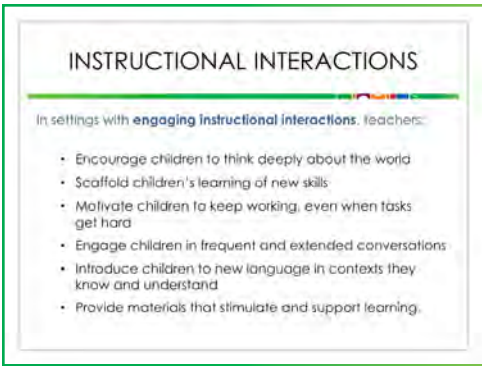 INSTRUCTIONAL INTERACTIONS
In settings with engaging instructional interactions, teachers:
• Encourage children to think deeply about the world
• Scaffold children's learning of new skills
• Motivate children to keep working, even when tasks
get hard
• Engage children in frequent and extended conversations
• Introduce children to new language in contexts they
know and understand
• Provide materials that stimulate and support learning.